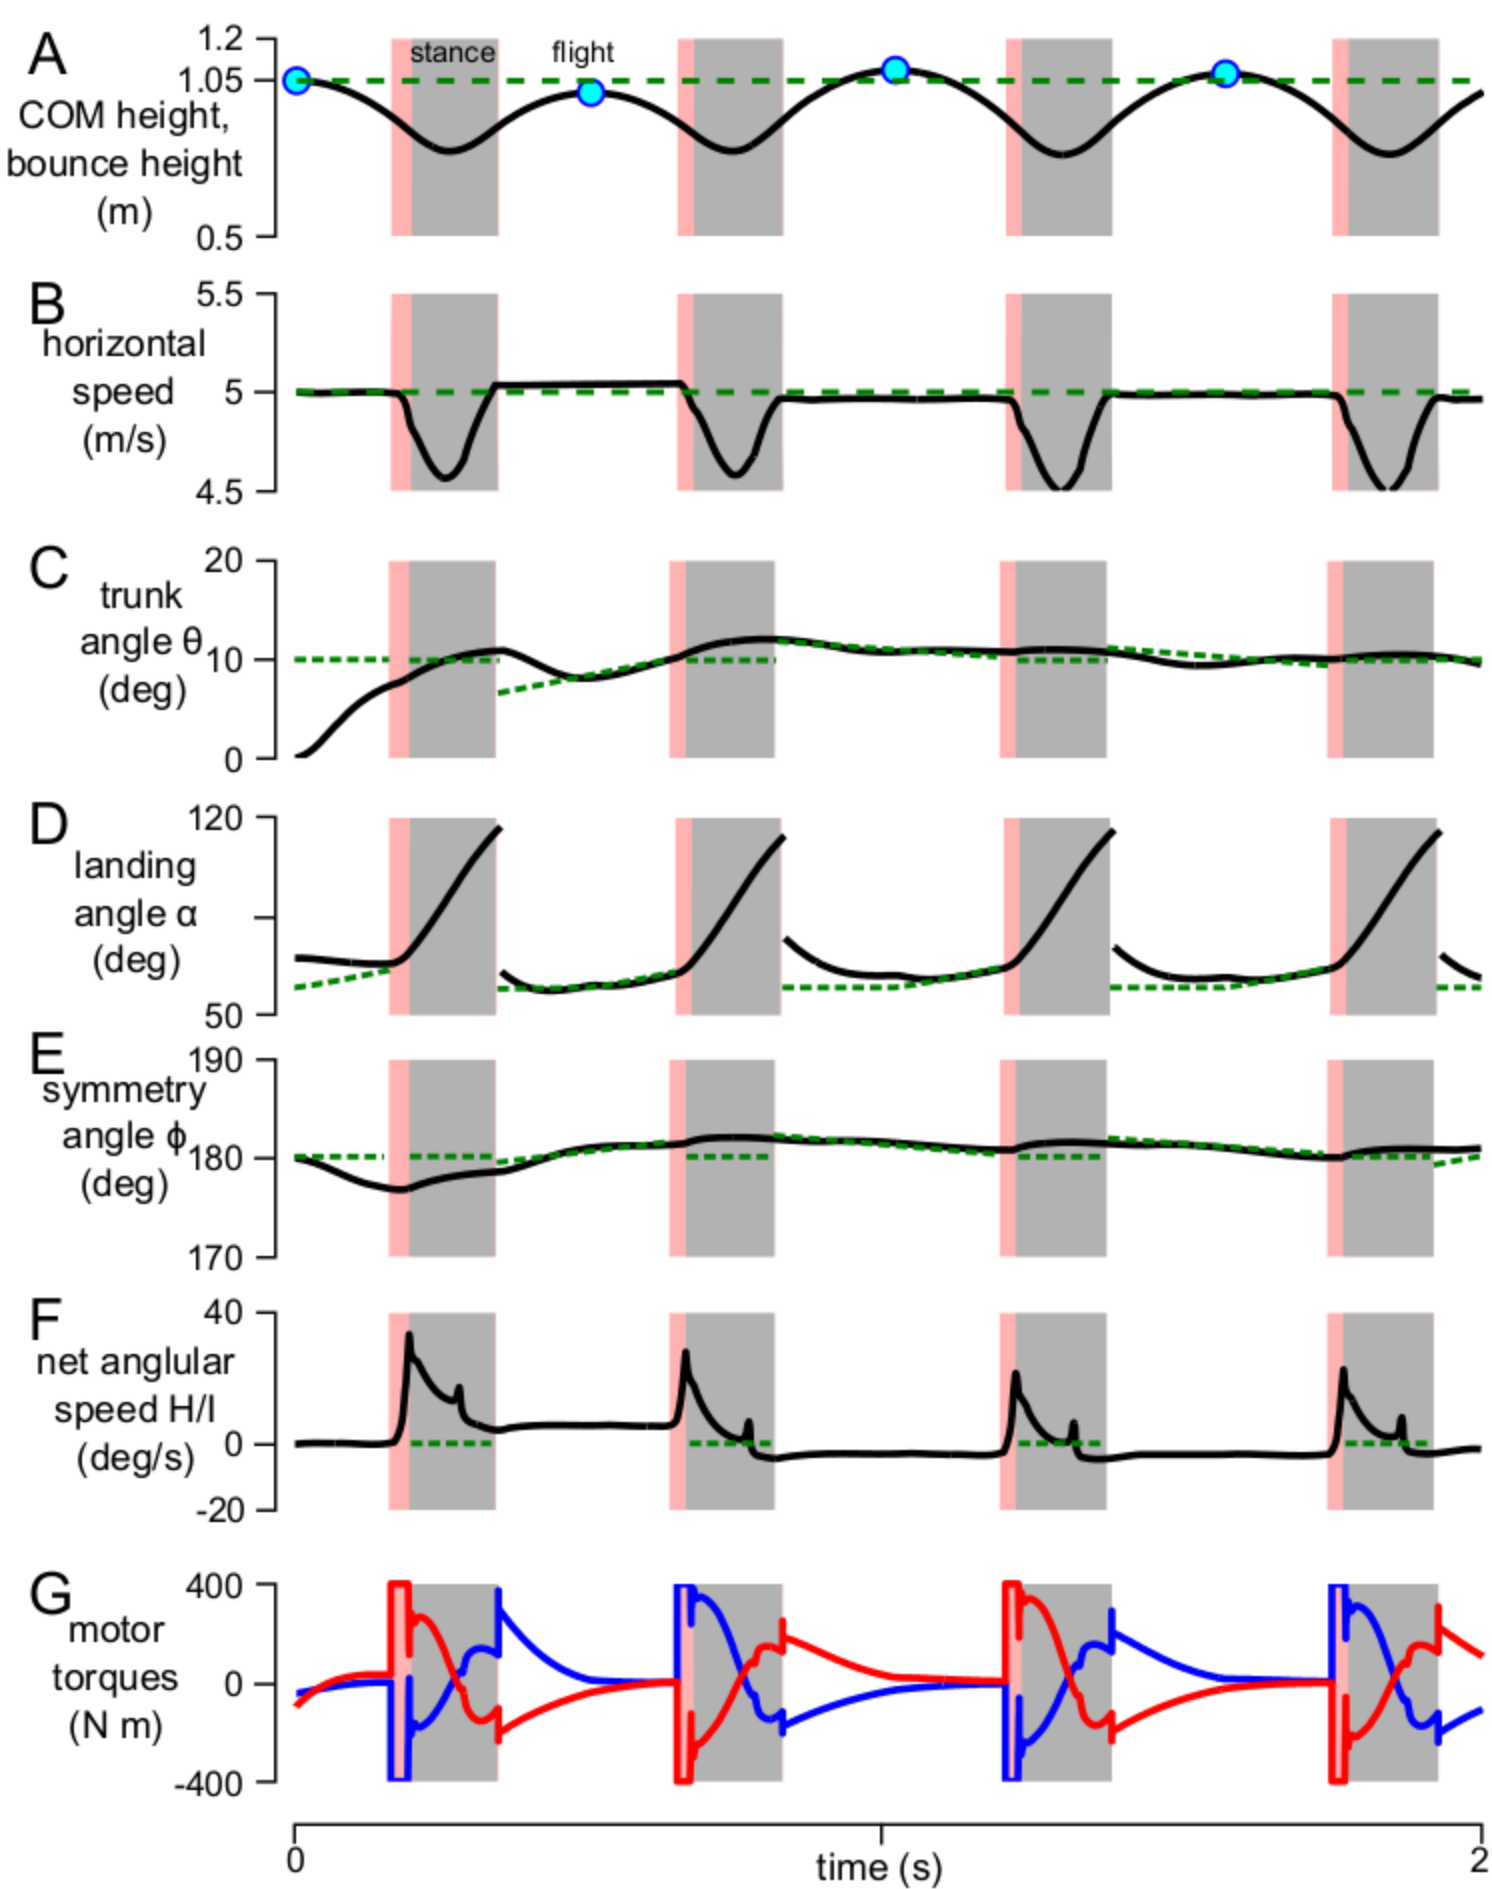 A
1.2
stance
flight
1.05
COM height,
bounce height
(m)
0.5
B
5.5
horizontal
speed
5
(m/s)
4.5
C
20
trunk
angle θ
10
(deg)
0
D
120
landing
angle α
(deg)
50
E
190
symmetry
angle ϕ
180
(deg)
170
F
40
net anglular
speed H/I
0
(deg/s)
-20
G
400
motor
torques
0
(N m)
-400
0
time (s)
2